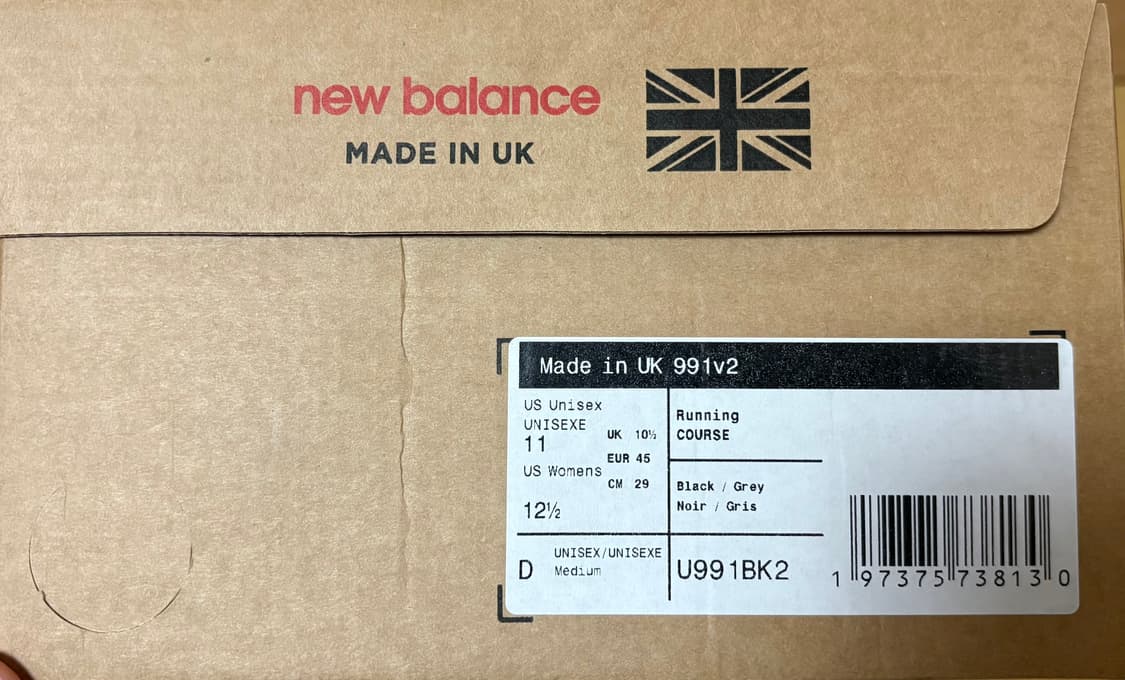 new balance
MADE IN UK
Made in UK 991v2
US Unisex
UNISEXE
11
US Womens
12½
UK 10½
EUR 45
CM 29
Running
COURSE
Black / Grey
Noir / Gris
D
UNISEX/UNISEXE
Medium
U991BK2
1 97375 73813 0